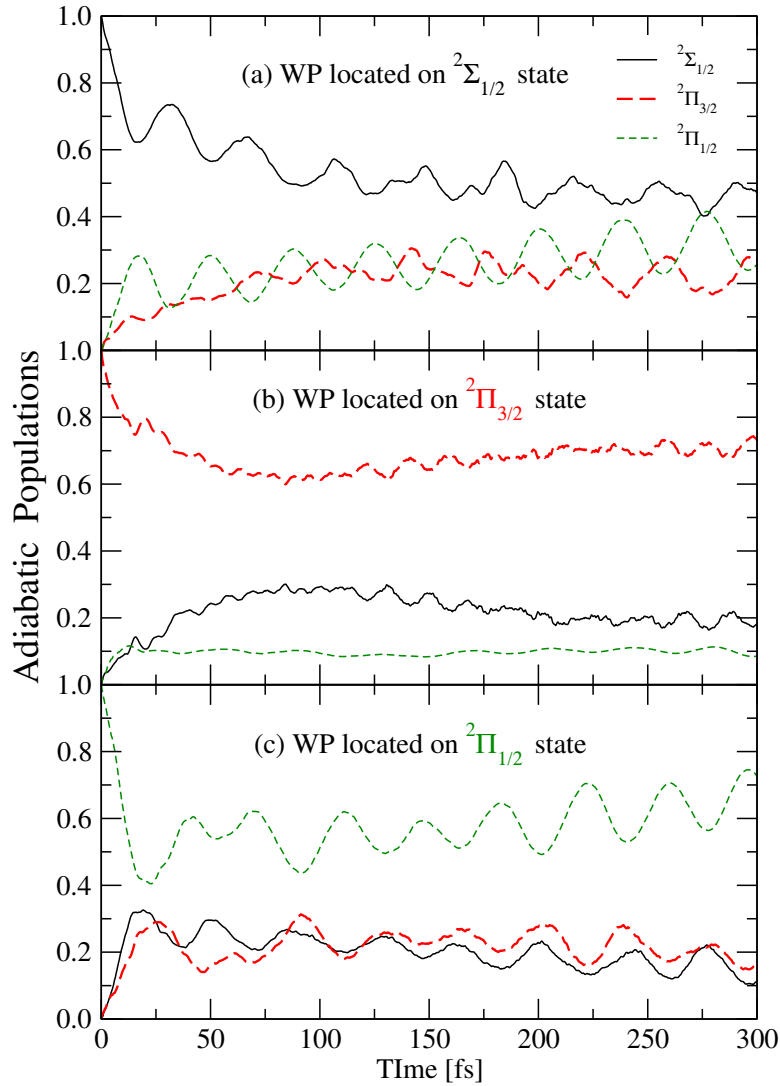 1.0
(a) WP located on ²Σ₁/₂ state
²Σ₁/₂
²Π₃/₂
²Π₁/₂
0.8
0.6
0.4
0.2
1.0
(b) WP located on ²Π₃/₂ state
0.8
0.6
0.4
0.2
1.0
(c) WP located on ²Π₁/₂ state
0.8
0.6
0.4
0.2
0.0
Adiabatic Populations
0 50 100 150 200 250 300
TIme [fs]